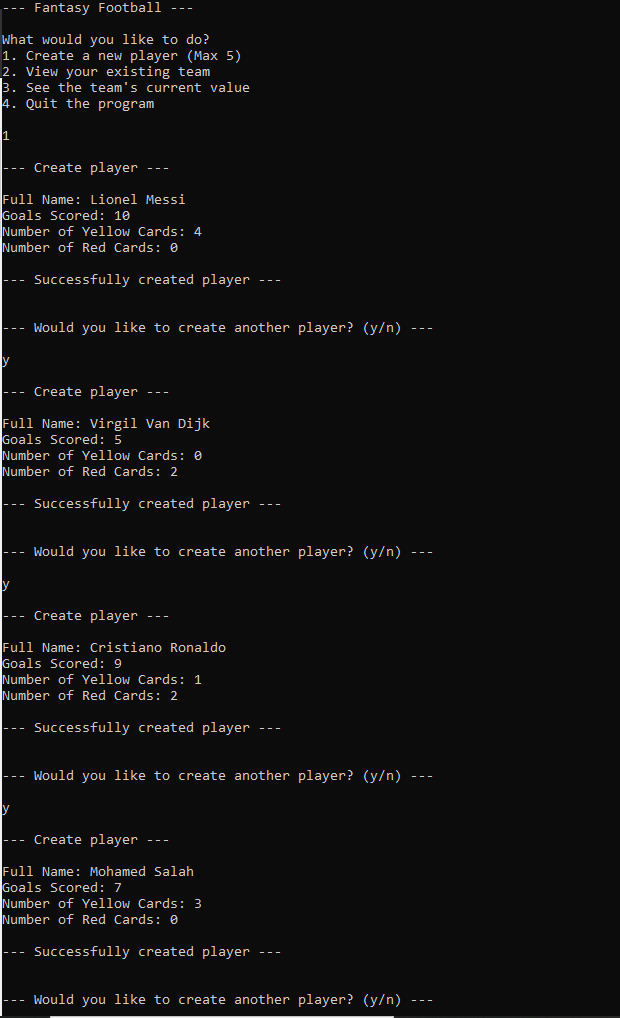 --- Fantasy Football ---
What would you like to do?
1. Create a new player (Max 5)
2. View your existing team
3. See the team's current value
4. Quit the program
1
--- Create player ---
Full Name: Lionel Messi
Goals Scored: 10
Number of Yellow Cards: 4
Number of Red Cards: 0
--- Successfully created player ---
--- Would you like to create another player? (y/n) ---
y
--- Create player ---
Full Name: Virgil Van Dijk
Goals Scored: 5
Number of Yellow Cards: 0
Number of Red Cards: 2
--- Successfully created player ---
--- Would you like to create another player? (y/n) ---
y
--- Create player ---
Full Name: Cristiano Ronaldo
Goals Scored: 9
Number of Yellow Cards: 1
Number of Red Cards: 2
--- Successfully created player ---
--- Would you like to create another player? (y/n) ---
y
--- Create player ---
Full Name: Mohamed Salah
Goals Scored: 7
Number of Yellow Cards: 3
Number of Red Cards: 0
--- Successfully created player ---
--- Would you like to create another player? (y/n) ---